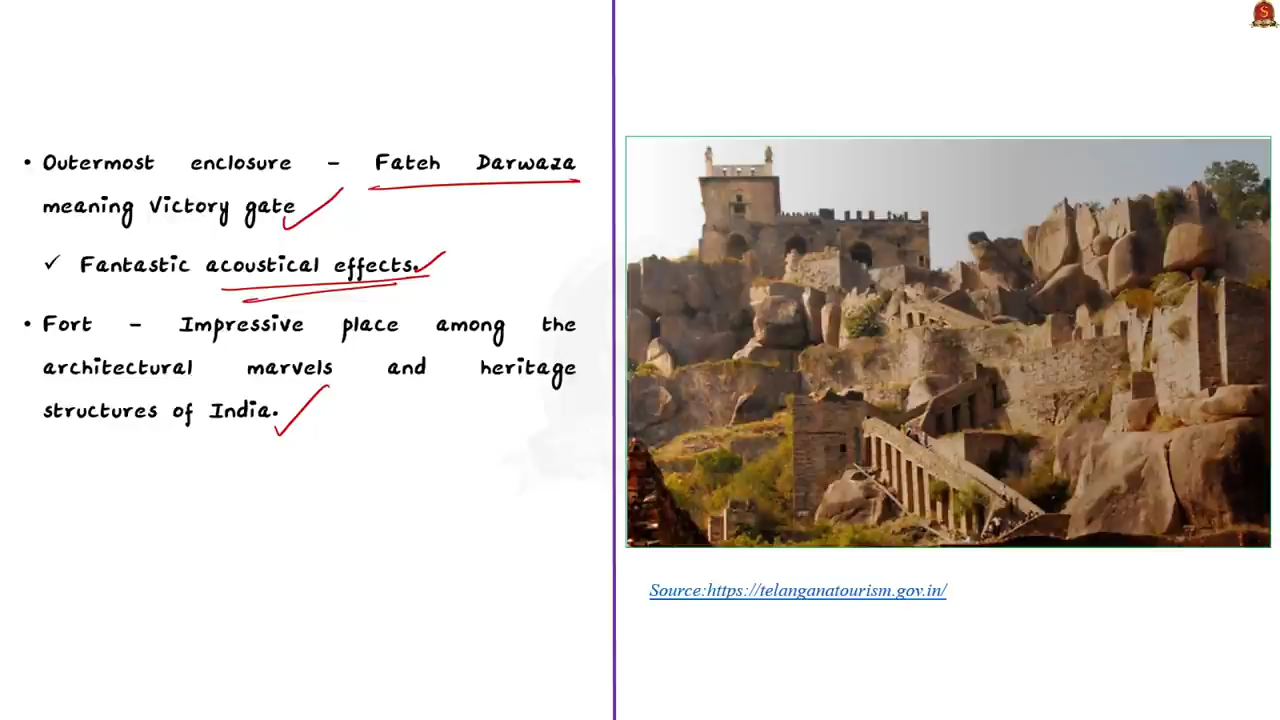 • Outermost enclosure – Fateh Darwaza
meaning Victory gate
✓ Fantastic acoustical effects.
• Fort – Impressive place among the
architectural marvels and heritage
structures of India.
Source:https://telanganatourism.gov.in/